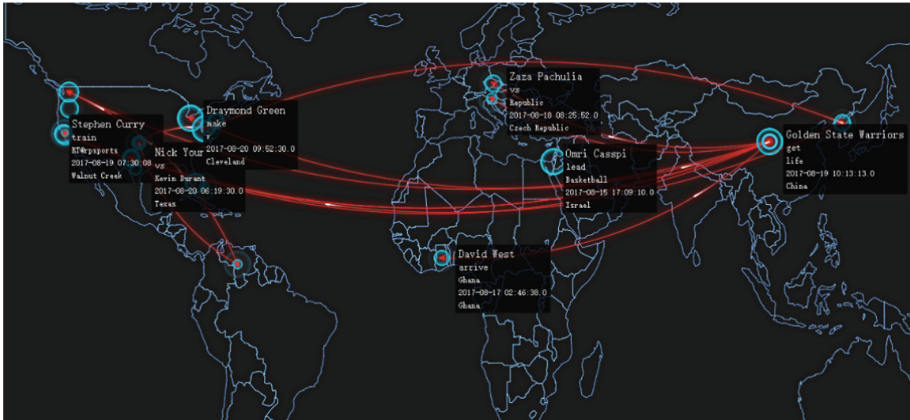 Zaza Pachulia
vs
Republic
2017-08-18 08:25:52.0
Czech Republic
Draymond Green
make
2017-08-20 09:52:30.0
Cleveland
Stephen Curry
train
2017-08-19 07:30:08
Walnut Creek
Nick Your
vs
Kevin Durant
2017-08-20 06:19:30.0
Texas
Golden State Warriors
get
life
2017-08-19 10:13:13.0
China
Omri Casspi
lead
Basketball
2017-08-15 17:09:10.0
Israel
David West
arrive
Ghana
2017-08-17 02:46:38.0
Ghana